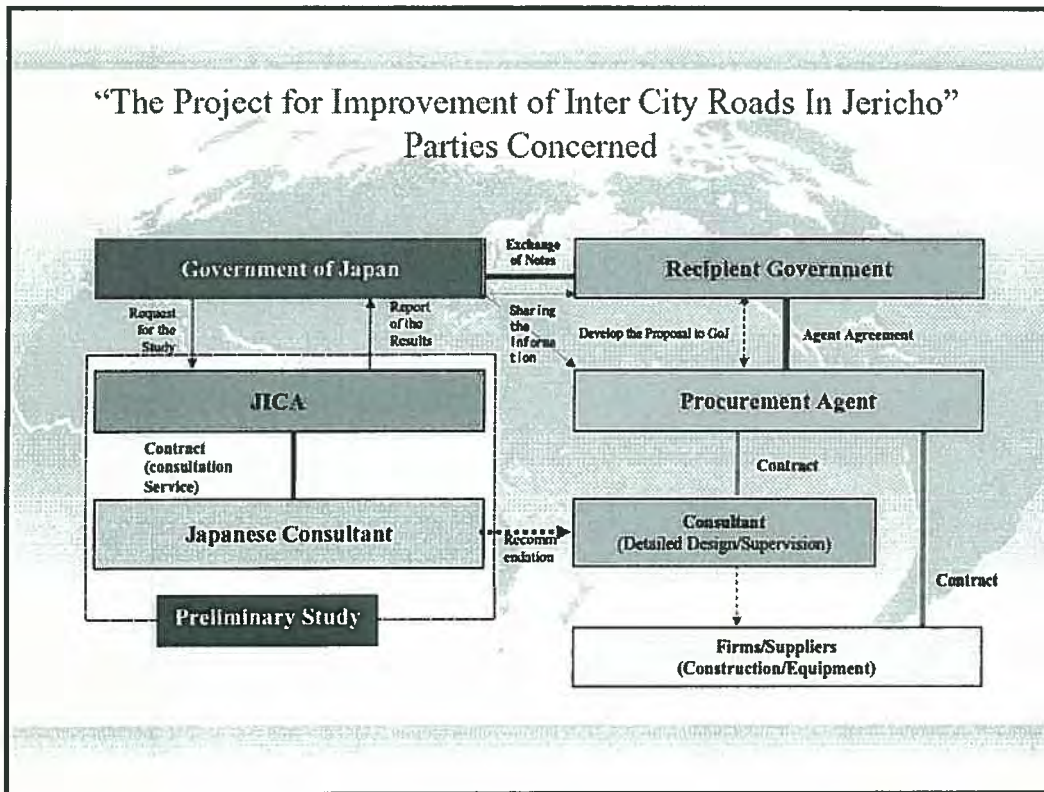 “The Project for Improvement of Inter City Roads In Jericho”
Parties Concerned
Government of Japan
Exchange
of Notes
Recipient Government
Request
for the
Study
Report
of the
Results
Sharing
the
Informa
tion
Develop the Proposal to GoJ
Agent Agreement
JICA
Procurement Agent
Contract
(consultation
Service)
Contract
Japanese Consultant
Recomm
endation
Consultant
(Detailed Design/Supervision)
Contract
Preliminary Study
Firms/Suppliers
(Construction/Equipment)